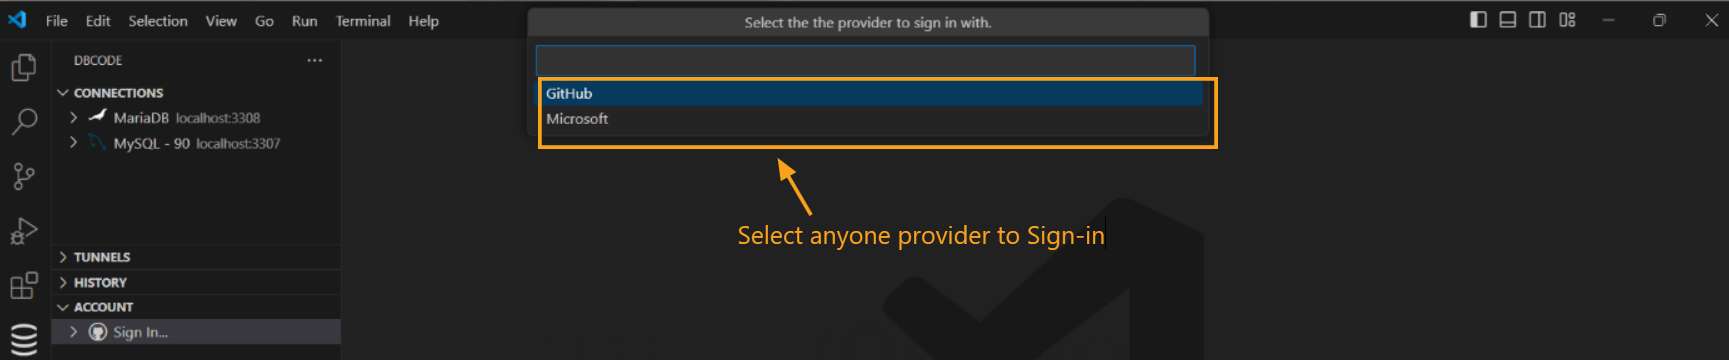 File Edit Selection View Go Run Terminal Help
Select the the provider to sign in with.
DBCODE
CONNECTIONS
MariaDB localhost:3308
MySQL - 90 localhost:3307
GitHub
Microsoft
Select anyone provider to Sign-in
TUNNELS
HISTORY
ACCOUNT
Sign In...